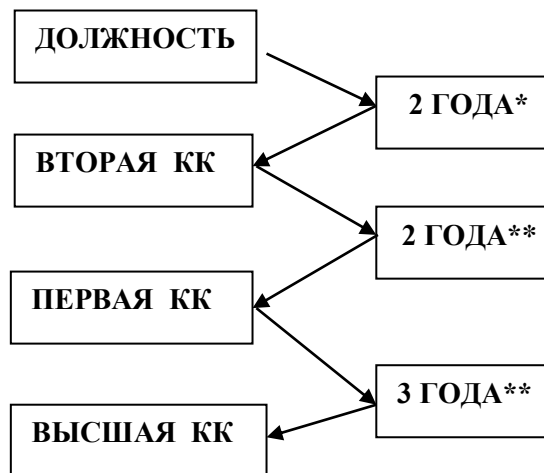 ДОЛЖНОСТЬ
2 ГОДА*
ВТОРАЯ КК
2 ГОДА**
ПЕРВАЯ КК
3 ГОДА**
ВЫСШАЯ КК